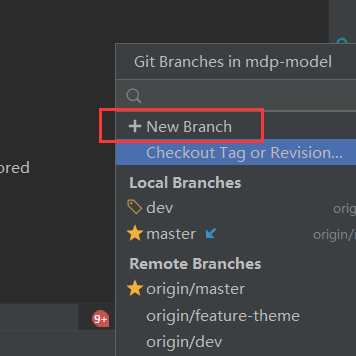 Git Branches in mdp-model
New Branch
Checkout Tag or Revision...
ored
Local Branches
dev orig
master origin/
Remote Branches
origin/master
origin/feature-theme
origin/dev
9+